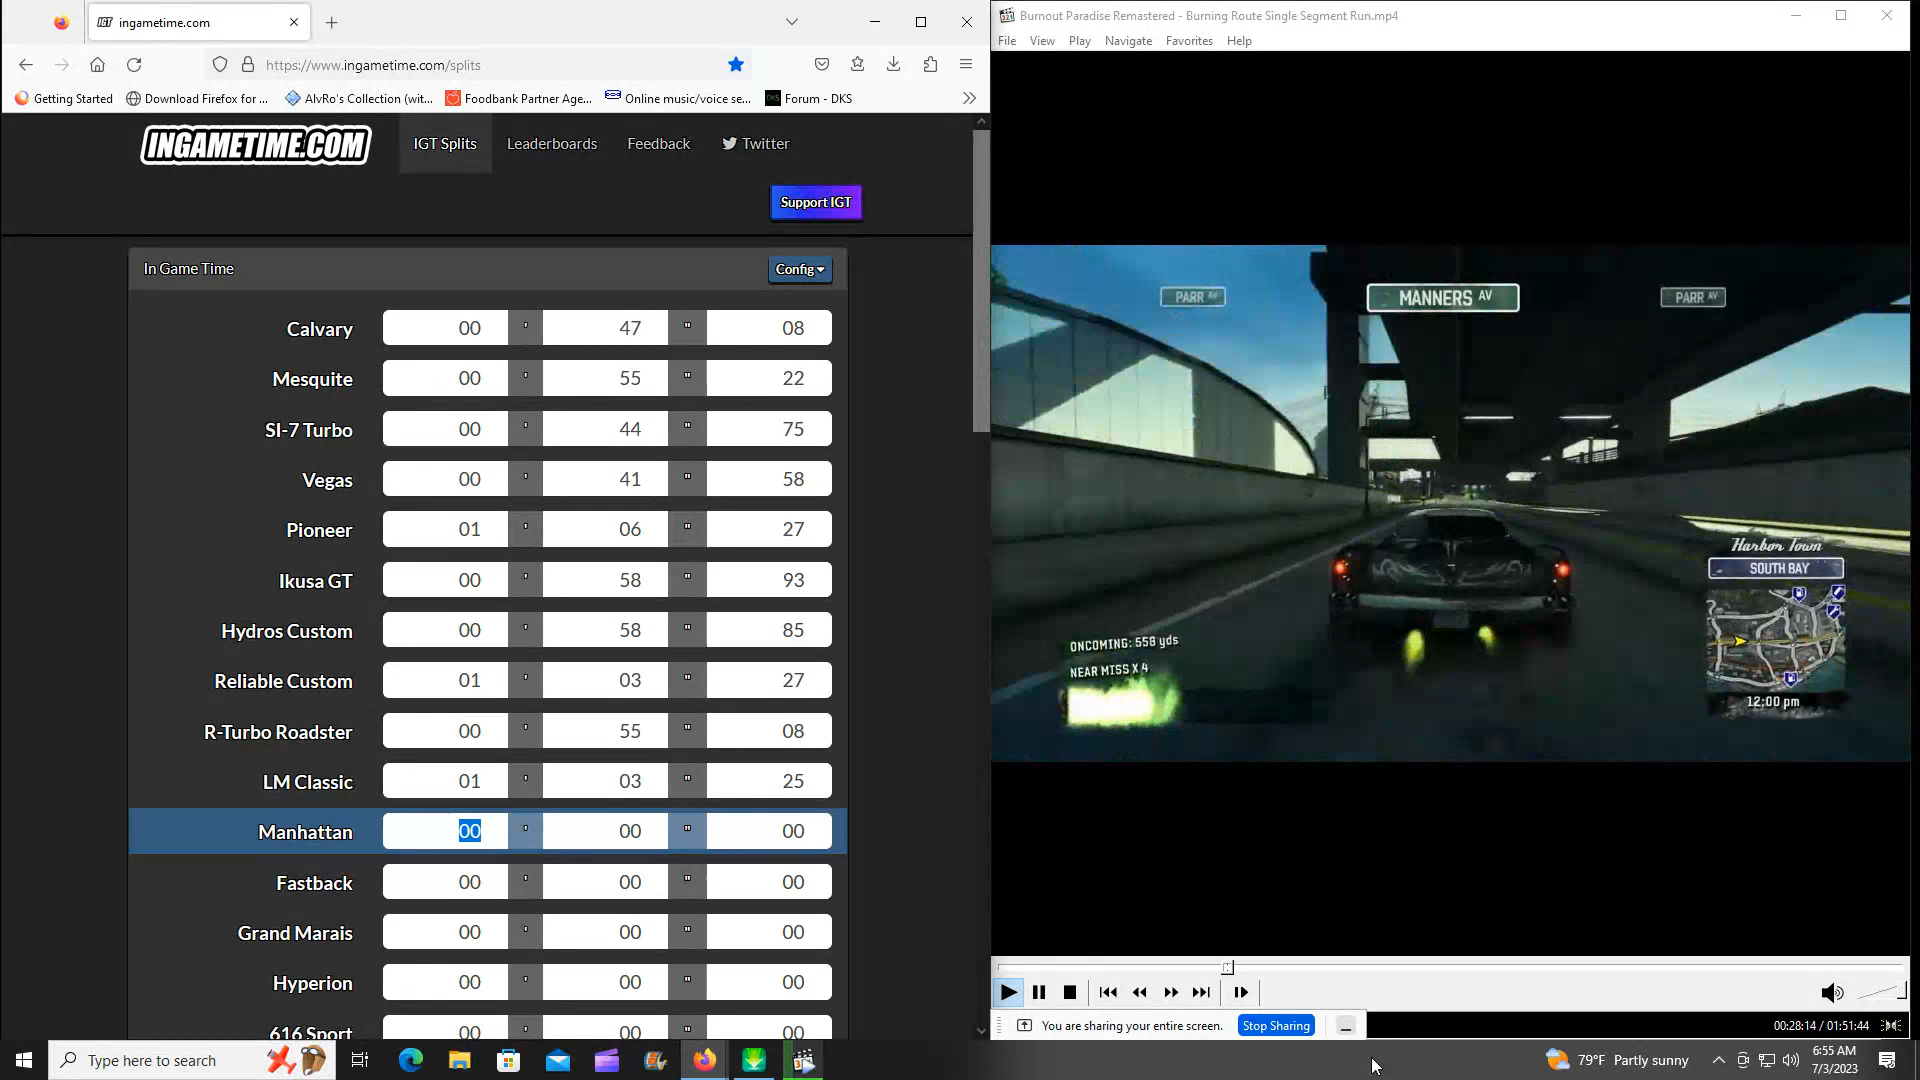 ingametime.com
https://www.ingametime.com/splits
Getting Started
Download Firefox for ...
AlvRo's Collection (wit...
Foodbank Partner Age...
Online music/voice se...
Forum - DKS
INGAMETIME.COM
IGT Splits
Leaderboards
Feedback
Twitter
Support IGT
In Game Time
Config
Calvary 00 ' 47 " 08
Mesquite 00 ' 55 " 22
SI-7 Turbo 00 ' 44 " 75
Vegas 00 ' 41 " 58
Pioneer 01 ' 06 " 27
Ikusa GT 00 ' 58 " 93
Hydros Custom 00 ' 58 " 85
Reliable Custom 01 ' 03 " 27
R-Turbo Roadster 00 ' 55 " 08
LM Classic 01 ' 03 " 25
Manhattan 00 ' 00 " 00
Fastback 00 ' 00 " 00
Grand Marais 00 ' 00 " 00
Hyperion 00 ' 00 " 00
616 Sport 00 00 00
Burnout Paradise Remastered - Burning Route Single Segment Run.mp4
File View Play Navigate Favorites Help
PARR AV
MANNERS AV
PARR AV
Harbor Town
SOUTH BAY
12:00 pm
ONCOMING: 558 yds
NEAR MISS X 4
You are sharing your entire screen.
Stop Sharing
00:28:14 / 01:51:44
Type here to search
79°F Partly sunny
6:55 AM
7/3/2023